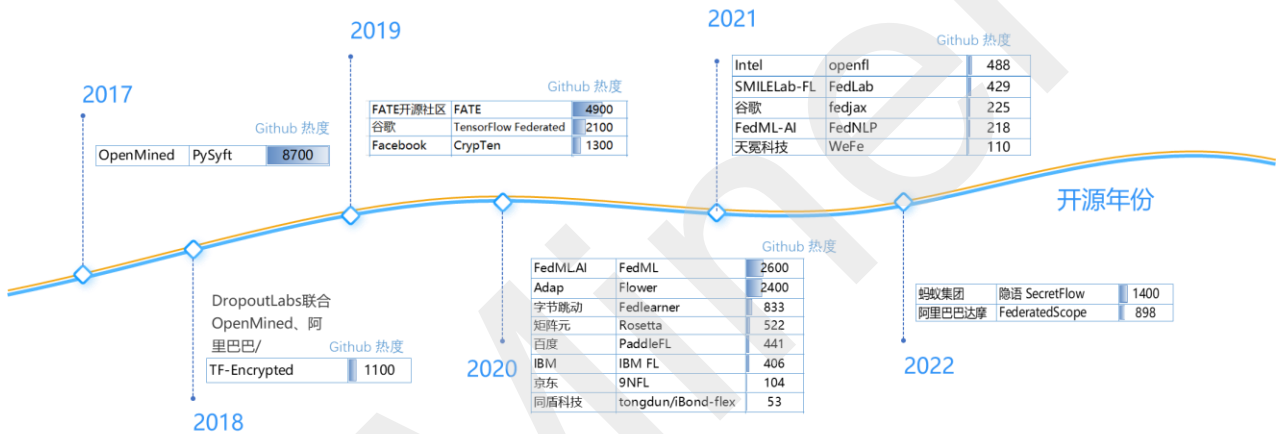 2017
Github 热度
OpenMined PySyft 8700
DropoutLabs联合
OpenMined、阿
里巴巴/
Github 热度
TF-Encrypted 1100
2018
2019
Github 热度
FATE开源社区 FATE 4900
谷歌 TensorFlow Federated 2100
Facebook CrypTen 1300
Github 热度
FedML.AI FedML 2600
Adap Flower 2400
字节跳动 Fedlearner 833
矩阵元 Rosetta 522
百度 PaddleFL 441
IBM IBM FL 406
京东 9NFL 104
同盾科技 tongdun/iBond-flex 53
2020
2021
Github 热度
Intel openfl 488
SMILELab-FL FedLab 429
谷歌 fedjax 225
FedML-AI FedNLP 218
天冕科技 WeFe 110
开源年份
蚂蚁集团 隐语 SecretFlow 1400
阿里巴巴达摩 FederatedScope 898
2022
Miner